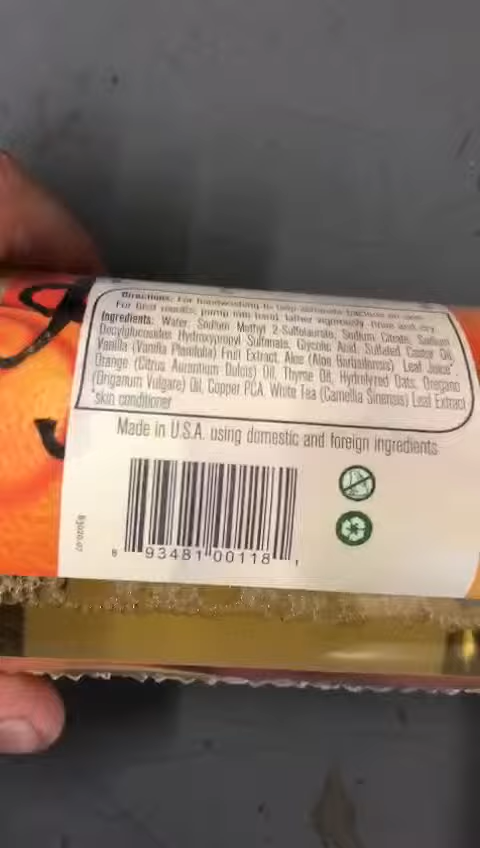 Directions: For handwashing to help eliminate bacteria on skin.
For best results, pump into hand, lather vigorously, rinse and dry.
Ingredients: Water, Sodium Methyl 2-Sulfolaurate, Sodium Citrate, Sodium
Decylglucosides Hydroxypropyl Sulfonate, Glycolic Acid, Sulfated Castor Oil,
Vanilla (Vanilla Planifolia) Fruit Extract, Aloe (Aloe Barbadensis) Leaf Juice*,
Orange (Citrus Aurantium Dulcis) Oil, Thyme Oil, Hydrolyzed Oats, Oregano
(Origanum Vulgare) Oil, Copper PCA, White Tea (Camellia Sinensis) Leaf Extract
*skin conditioner
Made in U.S.A. using domestic and foreign ingredients
83020.07
8 93481 00118 1